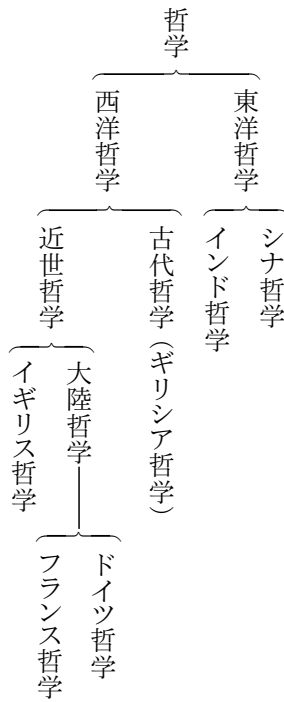 哲学
東洋哲学
シナ哲学
インド哲学
西洋哲学
古代哲学(ギリシア哲学)
近世哲学
大陸哲学
ドイツ哲学
フランス哲学
イギリス哲学